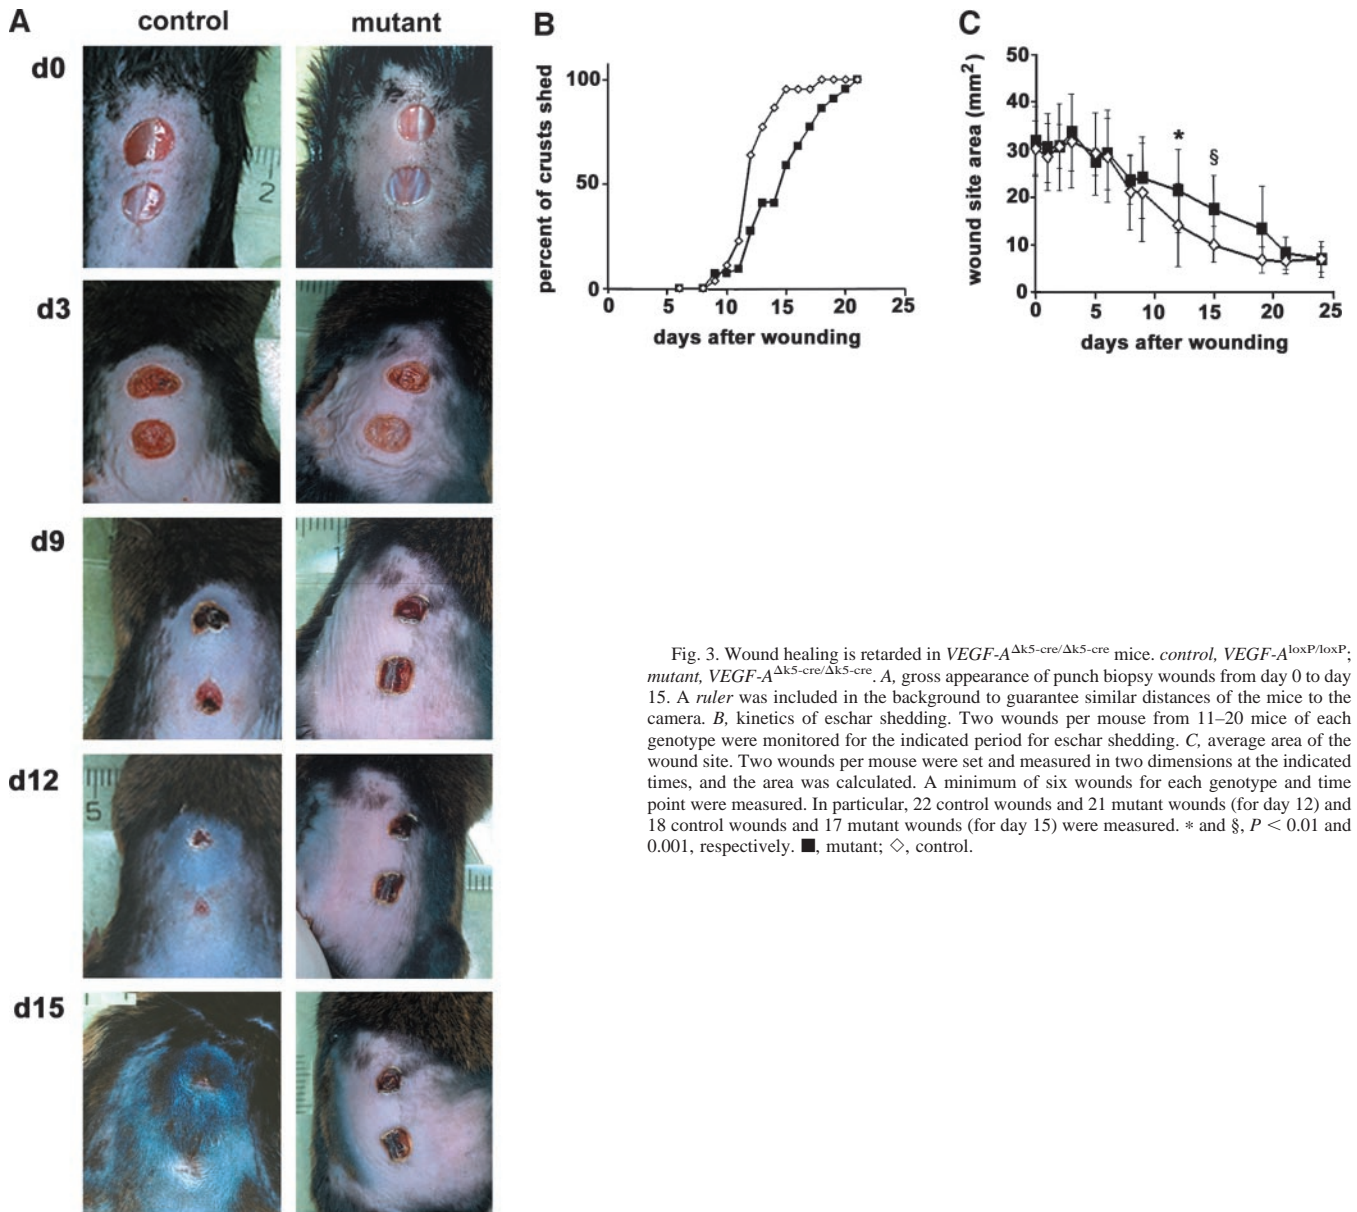 A
control
mutant
d0
2
d3
d9
1
d12
5
d15
B
percent of crusts shed
100
50
0
0 5 10 15 20 25
days after wounding
C
wound site area (mm²)
50
40
30
20
10
0
*
§
0 5 10 15 20 25
days after wounding
Fig. 3. Wound healing is retarded in VEGF-A^Δk5-cre/Δk5-cre mice. control, VEGF-A^loxP/loxP;
mutant, VEGF-A^Δk5-cre/Δk5-cre. A, gross appearance of punch biopsy wounds from day 0 to day
15. A ruler was included in the background to guarantee similar distances of the mice to the
camera. B, kinetics of eschar shedding. Two wounds per mouse from 11–20 mice of each
genotype were monitored for the indicated period for eschar shedding. C, average area of the
wound site. Two wounds per mouse were set and measured in two dimensions at the indicated
times, and the area was calculated. A minimum of six wounds for each genotype and time
point were measured. In particular, 22 control wounds and 21 mutant wounds (for day 12) and
18 control wounds and 17 mutant wounds (for day 15) were measured. * and §, P < 0.01 and
0.001, respectively. ■, mutant; ◇, control.